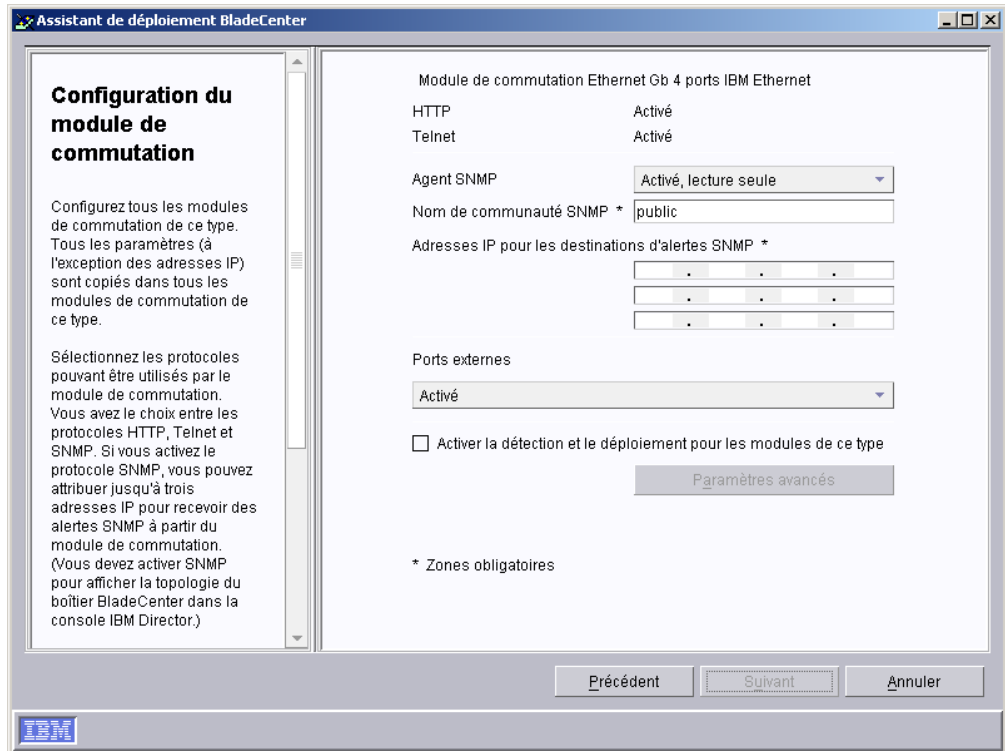 Assistant de déploiement BladeCenter
Configuration du
module de
commutation
Configurez tous les modules
de commutation de ce type.
Tous les paramètres (à
l'exception des adresses IP)
sont copiés dans tous les
modules de commutation de
ce type.
Sélectionnez les protocoles
pouvant être utilisés par le
module de commutation.
Vous avez le choix entre les
protocoles HTTP, Telnet et
SNMP. Si vous activez le
protocole SNMP, vous pouvez
attribuer jusqu'à trois
adresses IP pour recevoir des
alertes SNMP à partir du
module de commutation.
(Vous devez activer SNMP
pour afficher la topologie du
boîtier BladeCenter dans la
console IBM Director.)
Module de commutation Ethernet Gb 4 ports IBM Ethernet
HTTP Activé
Telnet Activé
Agent SNMP Activé, lecture seule
Nom de communauté SNMP * public
Adresses IP pour les destinations d'alertes SNMP *
. . .
. . .
. . .
Ports externes
Activé
Activer la détection et le déploiement pour les modules de ce type
Paramètres avancés
* Zones obligatoires
Précédent Suivant Annuler
IBM